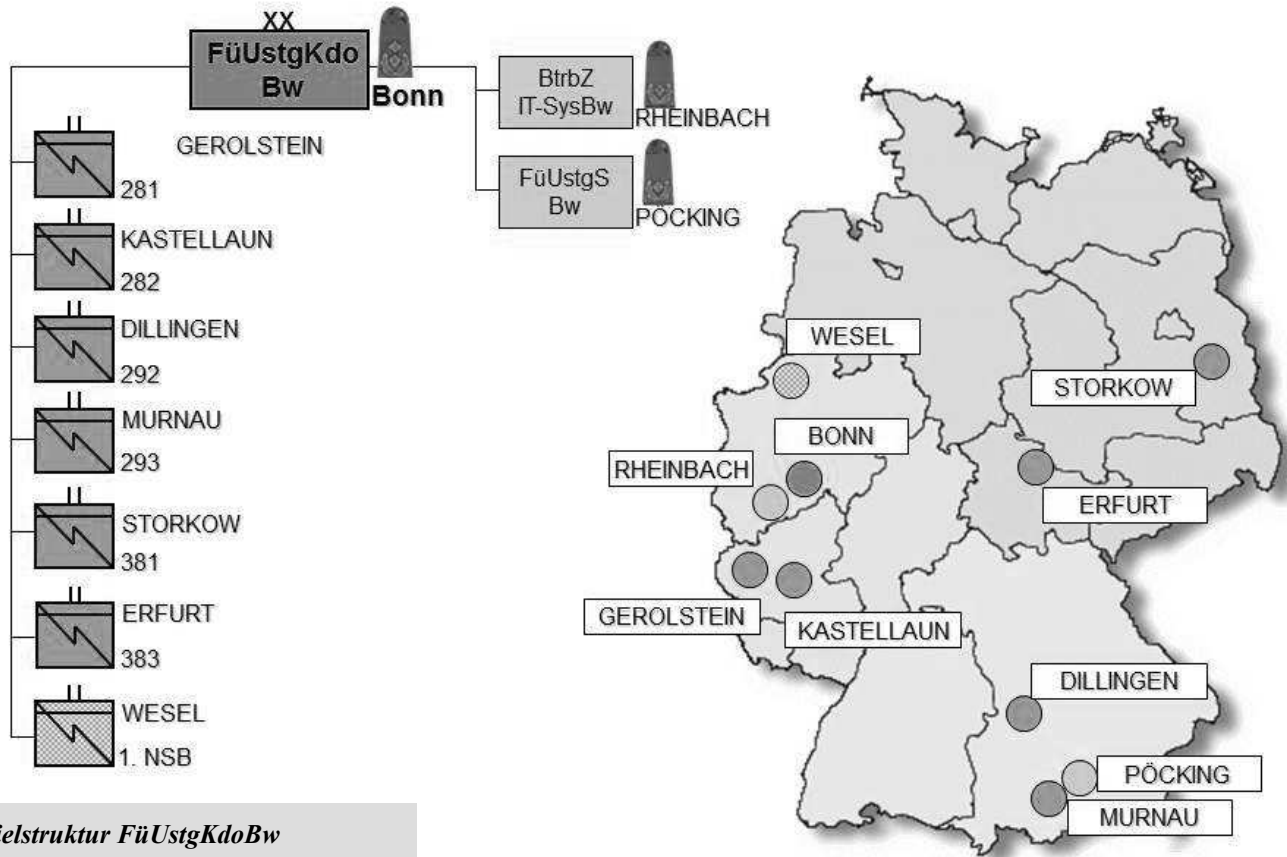 XX
FüUstgKdo
Bw
Bonn
BtrbZ
IT-SysBw
RHEINBACH
FüUstgS
Bw
PÖCKING
GEROLSTEIN
281
KASTELLAUN
282
DILLINGEN
292
MURNAU
293
STORKOW
381
ERFURT
383
WESEL
1. NSB
WESEL
STORKOW
BONN
RHEINBACH
ERFURT
GEROLSTEIN
KASTELLAUN
DILLINGEN
PÖCKING
MURNAU
ielstruktur FüUstgKdoBw